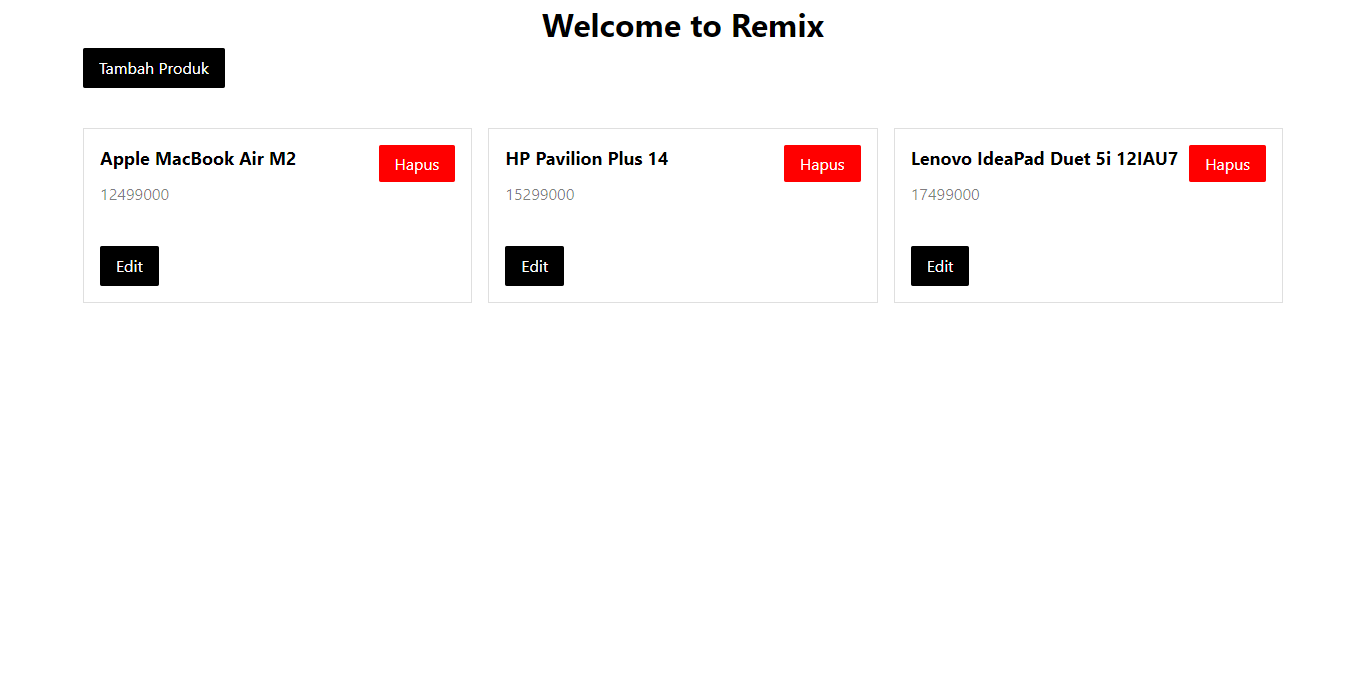 Welcome to Remix
Tambah Produk
Apple MacBook Air M2
Hapus
12499000
Edit
HP Pavilion Plus 14
Hapus
15299000
Edit
Lenovo IdeaPad Duet 5i 12IAU7
Hapus
17499000
Edit